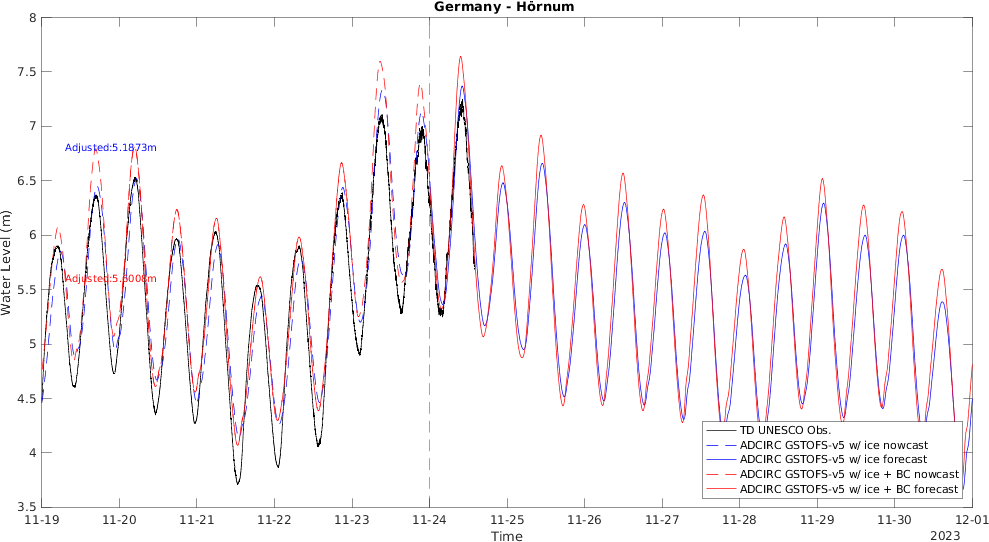 Germany - Hörnum
Water Level (m)
8
7.5
7
6.5
6
5.5
5
4.5
4
3.5
Adjusted:5.1873m
TD UNESCO Obs.
ADCIRC GSTOFS-v5 w/ ice nowcast
ADCIRC GSTOFS-v5 w/ ice forecast
ADCIRC GSTOFS-v5 w/ ice + BC nowcast
ADCIRC GSTOFS-v5 w/ ice + BC forecast
11-19 11-20 11-21 11-22 11-23 11-24 11-25 11-26 11-27 11-28 11-29 11-30 12-01
Time
2023